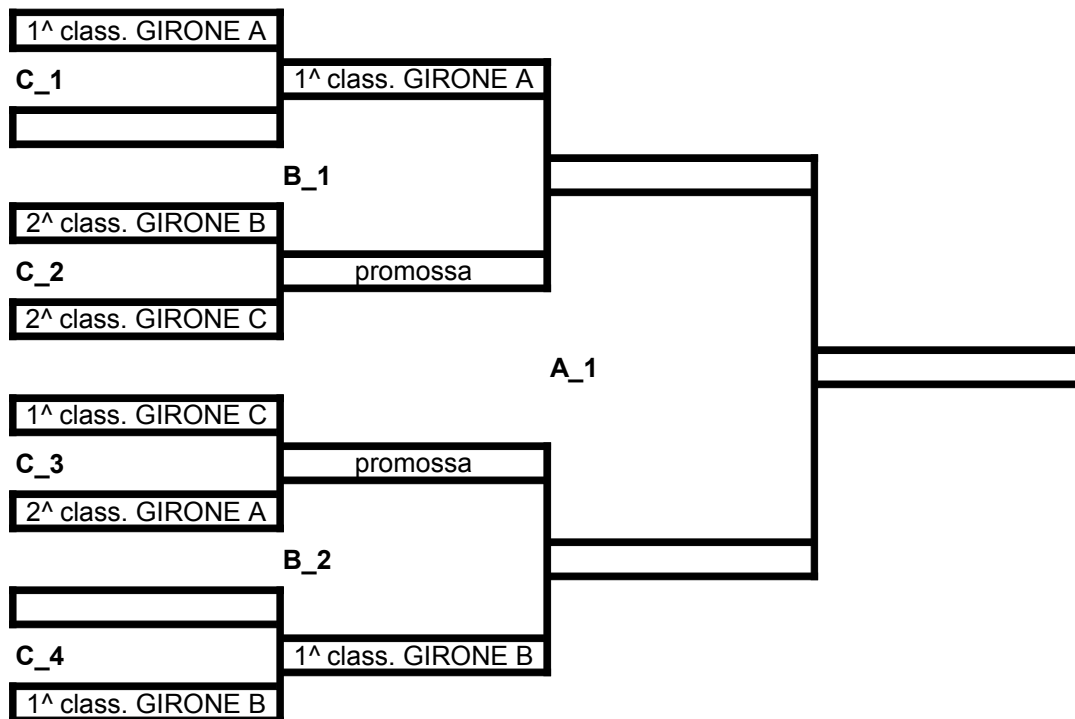 1^ class. GIRONE A
C_1
1^ class. GIRONE A
B_1
2^ class. GIRONE B
C_2
promossa
2^ class. GIRONE C
A_1
1^ class. GIRONE C
C_3
promossa
2^ class. GIRONE A
B_2
C_4
1^ class. GIRONE B
1^ class. GIRONE B